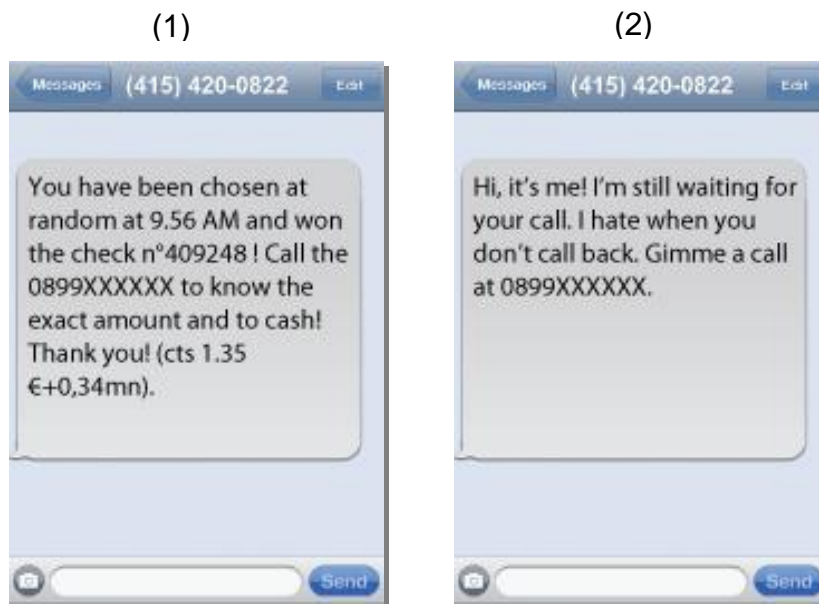 (1)
Messages (415) 420-0822 Edit
You have been chosen at
random at 9.56 AM and won
the check n°409248 ! Call the
0899XXXXXX to know the
exact amount and to cash!
Thank you! (cts 1.35
€+0,34mn).
Send
(2)
Messages (415) 420-0822 Edit
Hi, it's me! I'm still waiting for
your call. I hate when you
don't call back. Gimme a call
at 0899XXXXXX.
Send